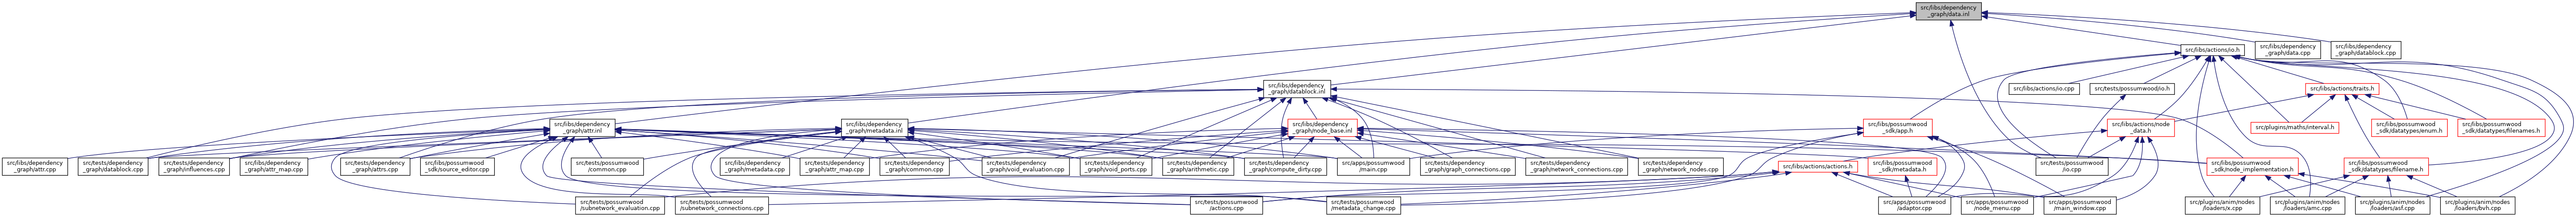 src/libs/dependency
_graph/data.inl
src/libs/actions/io.h
src/libs/dependency
_graph/data.cpp
src/libs/dependency
_graph/datablock.cpp
src/libs/dependency
_graph/datablock.inl
src/libs/actions/io.cpp
src/tests/possumwood/io.h
src/libs/actions/traits.h
src/libs/dependency
_graph/attr.inl
src/libs/dependency
_graph/metadata.inl
src/libs/dependency
_graph/node_base.inl
src/libs/possumwood
_sdk/app.h
src/libs/actions/node
_data.h
src/plugins/maths/interval.h
src/libs/possumwood
_sdk/datatypes/enum.h
src/libs/possumwood
_sdk/datatypes/filenames.h
src/libs/dependency
_graph/attr.cpp
src/tests/dependency
_graph/datablock.cpp
src/tests/dependency
_graph/influences.cpp
src/libs/dependency
_graph/attr_map.cpp
src/tests/dependency
_graph/attrs.cpp
src/libs/possumwood
_sdk/source_editor.cpp
src/tests/possumwood
/common.cpp
src/libs/dependency
_graph/metadata.cpp
src/tests/dependency
_graph/attr_map.cpp
src/tests/dependency
_graph/common.cpp
src/tests/dependency
_graph/void_evaluation.cpp
src/tests/dependency
_graph/void_ports.cpp
src/tests/dependency
_graph/arithmetic.cpp
src/tests/dependency
_graph/compute_dirty.cpp
src/apps/possumwood
/main.cpp
src/tests/dependency
_graph/graph_connections.cpp
src/tests/dependency
_graph/network_connections.cpp
src/tests/dependency
_graph/network_nodes.cpp
src/libs/actions/actions.h
src/libs/possumwood
_sdk/metadata.h
src/tests/possumwood
/io.cpp
src/libs/possumwood
_sdk/node_implementation.h
src/libs/possumwood
_sdk/datatypes/filename.h
src/tests/possumwood
/subnetwork_evaluation.cpp
src/tests/possumwood
/subnetwork_connections.cpp
src/tests/possumwood
/actions.cpp
src/tests/possumwood
/metadata_change.cpp
src/apps/possumwood
/adaptor.cpp
src/apps/possumwood
/node_menu.cpp
src/apps/possumwood
/main_window.cpp
src/plugins/anim/nodes
/loaders/x.cpp
src/plugins/anim/nodes
/loaders/amc.cpp
src/plugins/anim/nodes
/loaders/asf.cpp
src/plugins/anim/nodes
/loaders/bvh.cpp